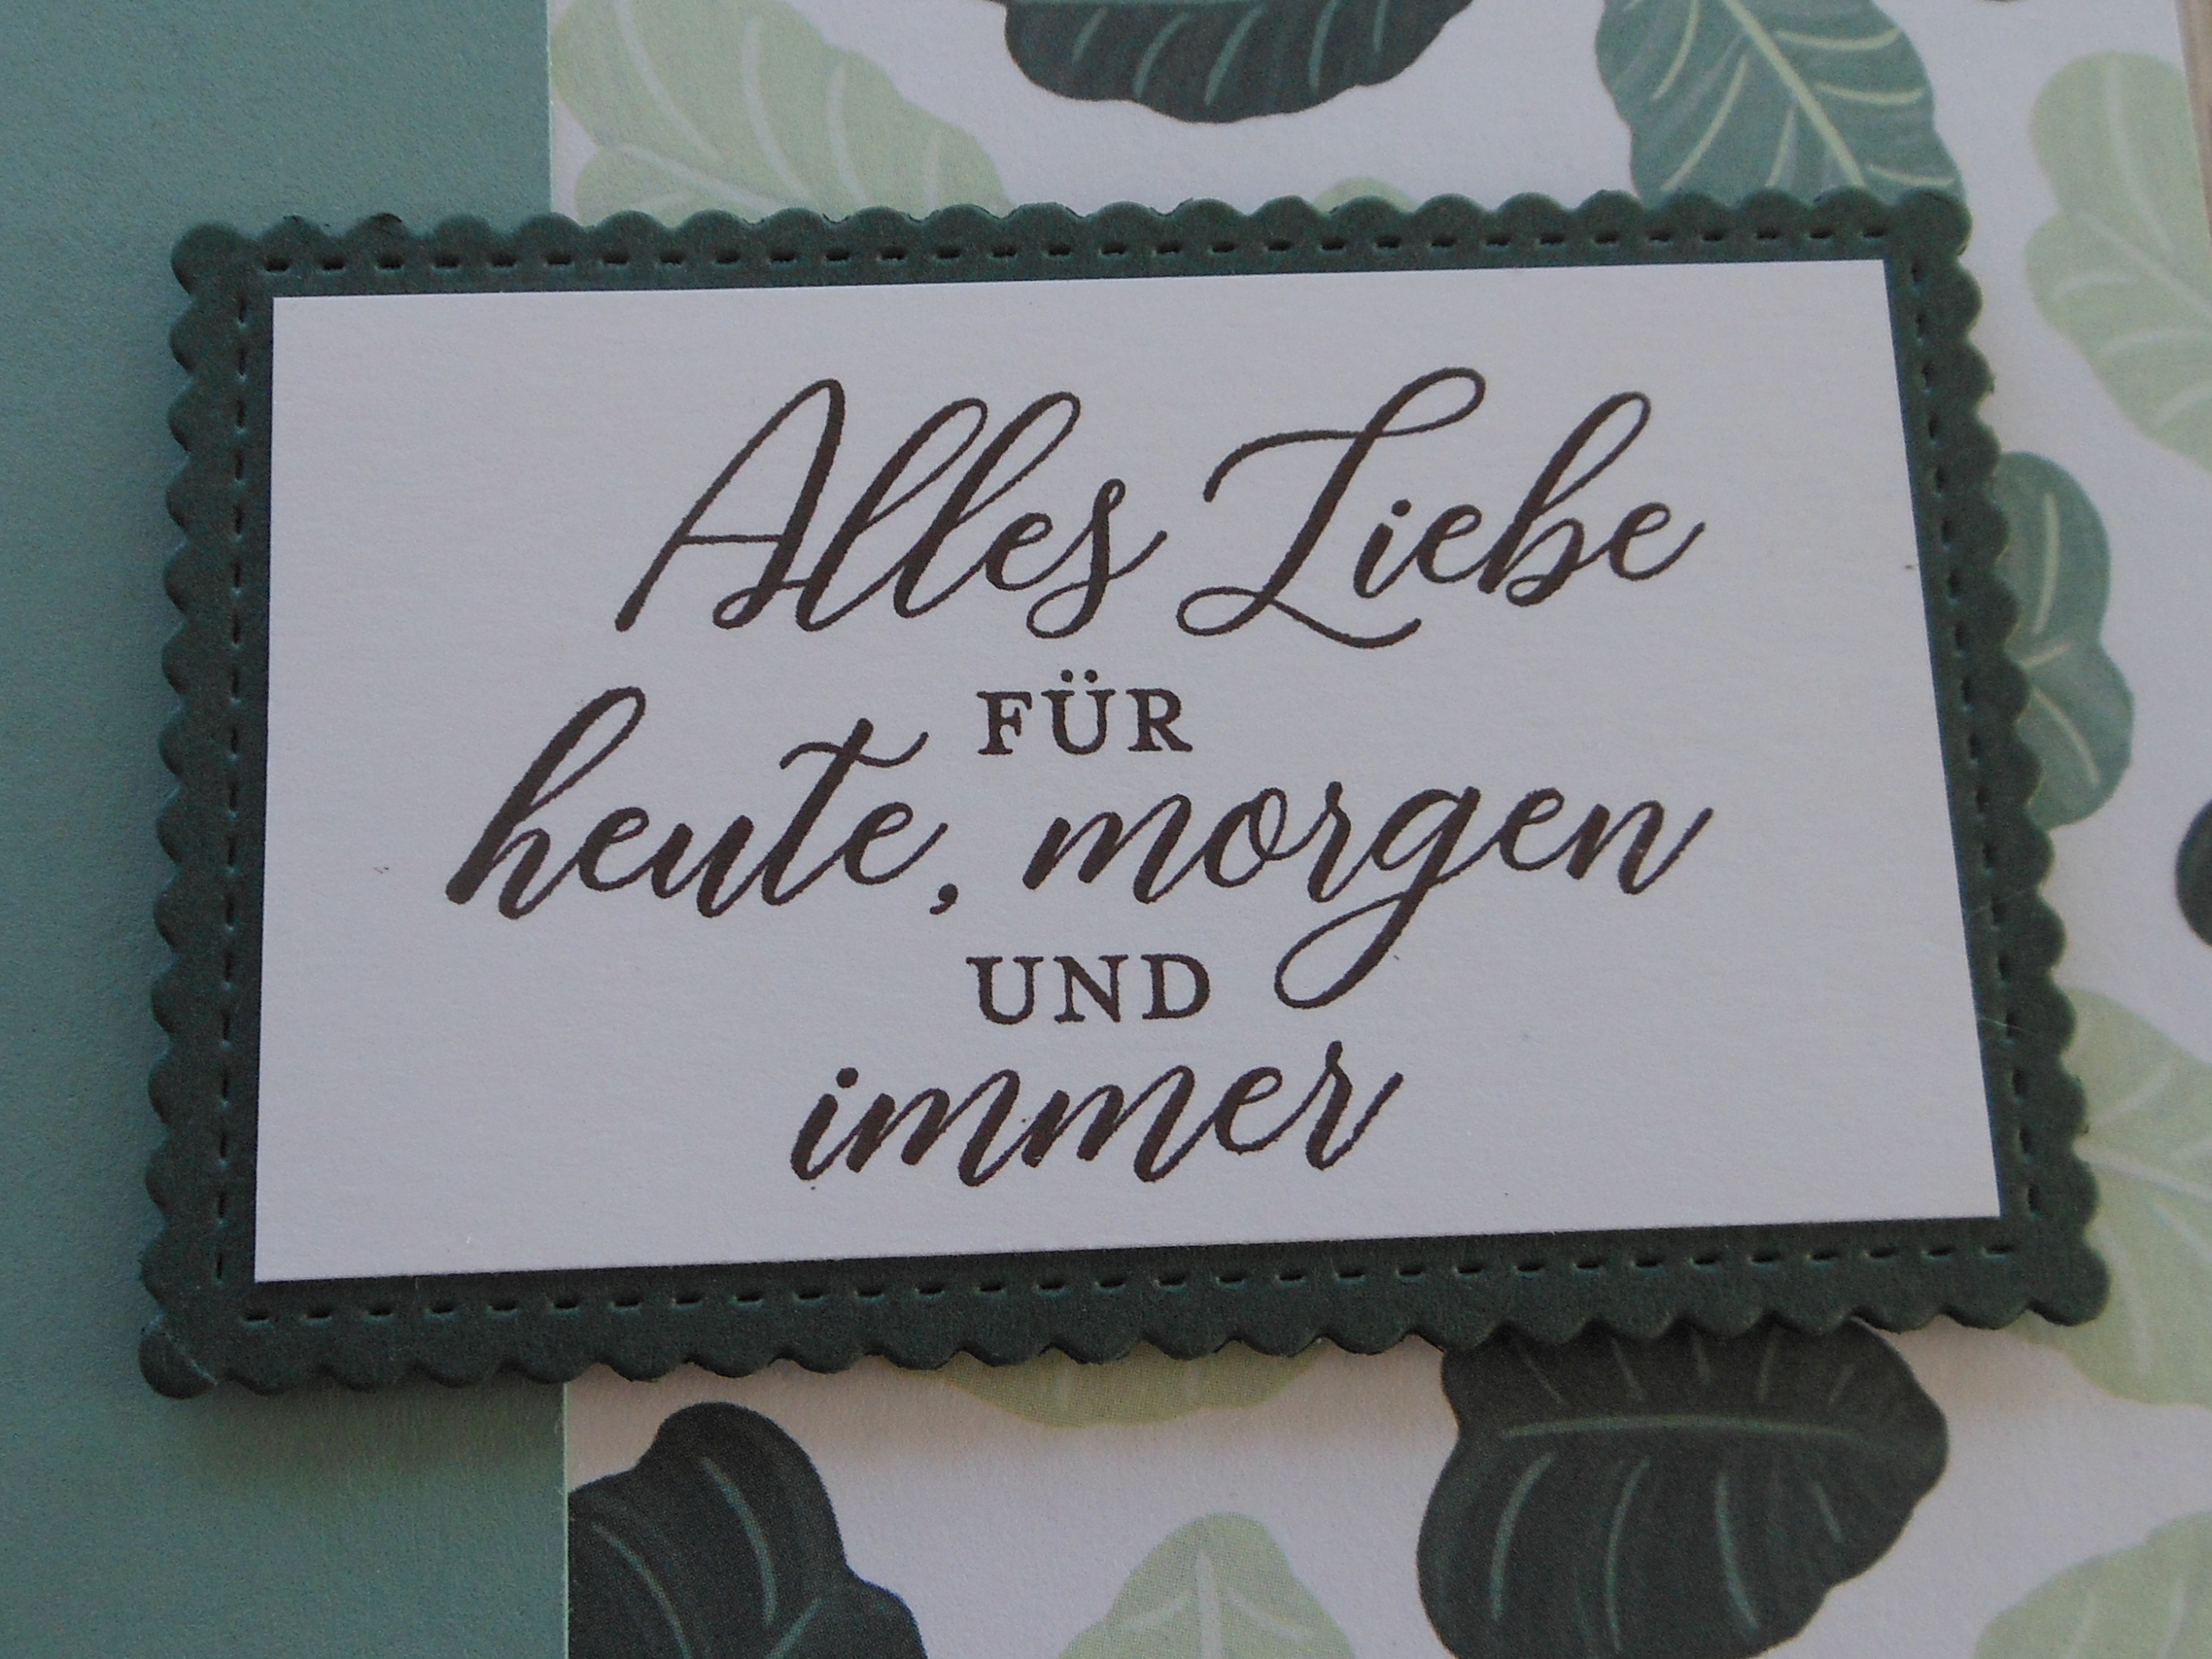 Alles Liebe
FÜR
heute, morgen
UND
immer